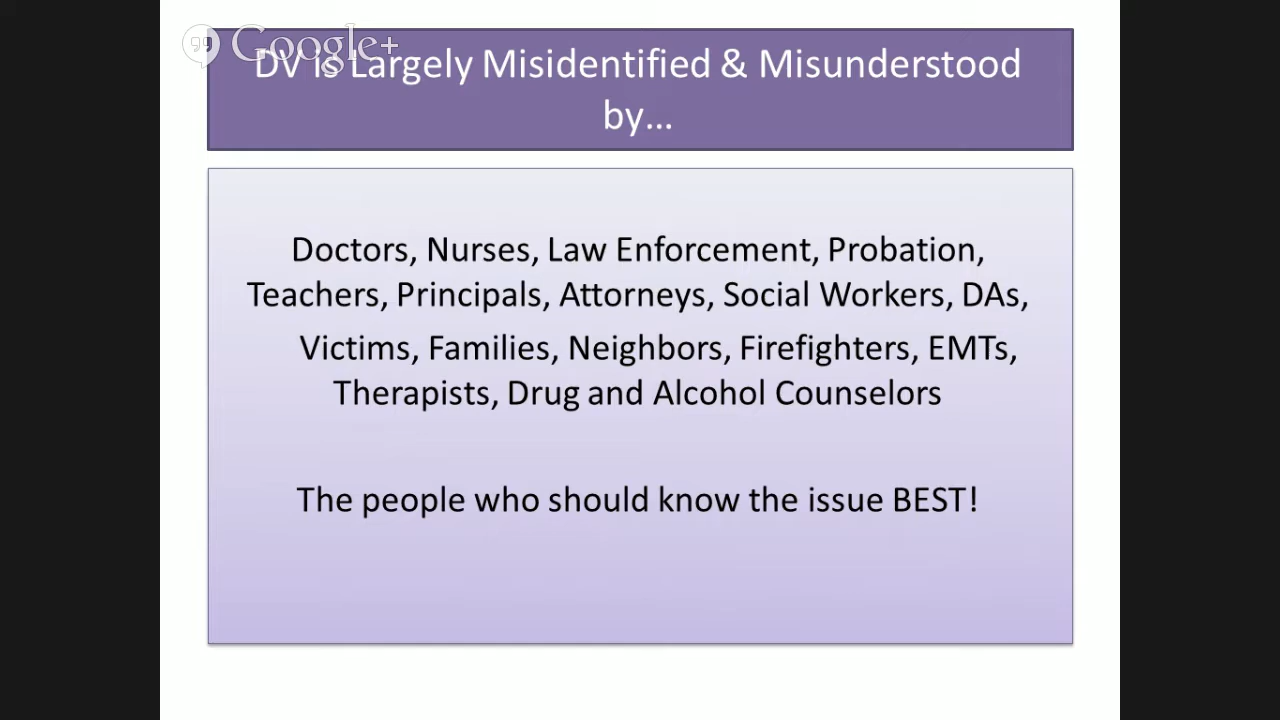 Google+
DV is Largely Misidentified & Misunderstood
by...
Doctors, Nurses, Law Enforcement, Probation,
Teachers, Principals, Attorneys, Social Workers, DAs,
Victims, Families, Neighbors, Firefighters, EMTs,
Therapists, Drug and Alcohol Counselors
The people who should know the issue BEST!